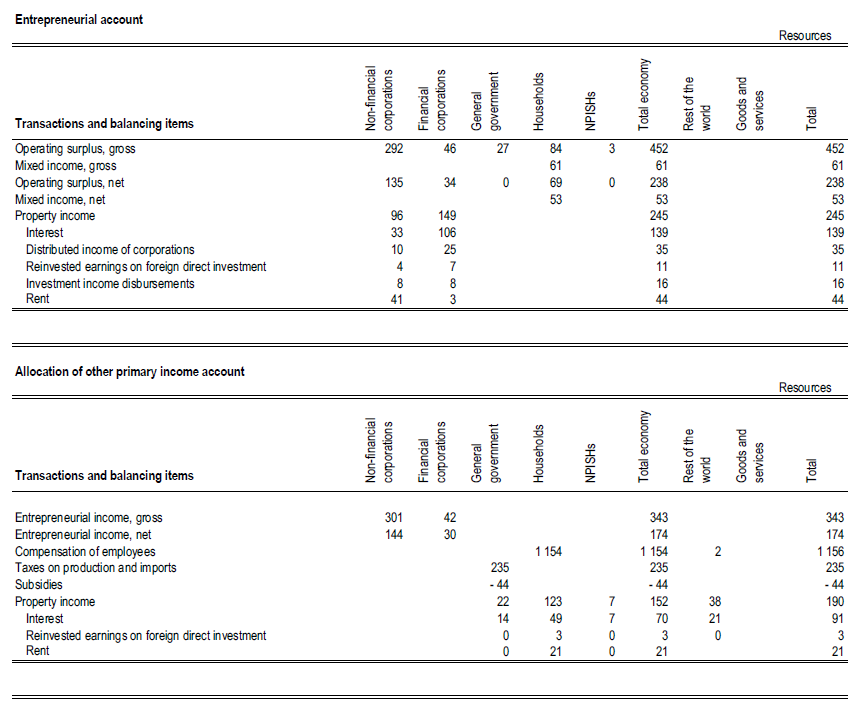 Entrepreneurial account
Resources
Transactions and balancing items Non-financial corporations Financial corporations General government Households NPISHs Total economy Rest of the world Goods and services Total
Operating surplus, gross 292 46 27 84 3 452 452
Mixed income, gross 61 61 61
Operating surplus, net 135 34 0 69 0 238 238
Mixed income, net 53 53 53
Property income 96 149 245 245
Interest 33 106 139 139
Distributed income of corporations 10 25 35 35
Reinvested earnings on foreign direct investment 4 7 11 11
Investment income disbursements 8 8 16 16
Rent 41 3 44 44
Allocation of other primary income account
Resources
Transactions and balancing items Non-financial corporations Financial corporations General government Households NPISHs Total economy Rest of the world Goods and services Total
Entrepreneurial income, gross 301 42 343 343
Entrepreneurial income, net 144 30 174 174
Compensation of employees 1 154 1 154 2 1 156
Taxes on production and imports 235 235 235
Subsidies - 44 - 44 - 44
Property income 22 123 7 152 38 190
Interest 14 49 7 70 21 91
Reinvested earnings on foreign direct investment 0 3 0 3 0 3
Rent 0 21 0 21 21